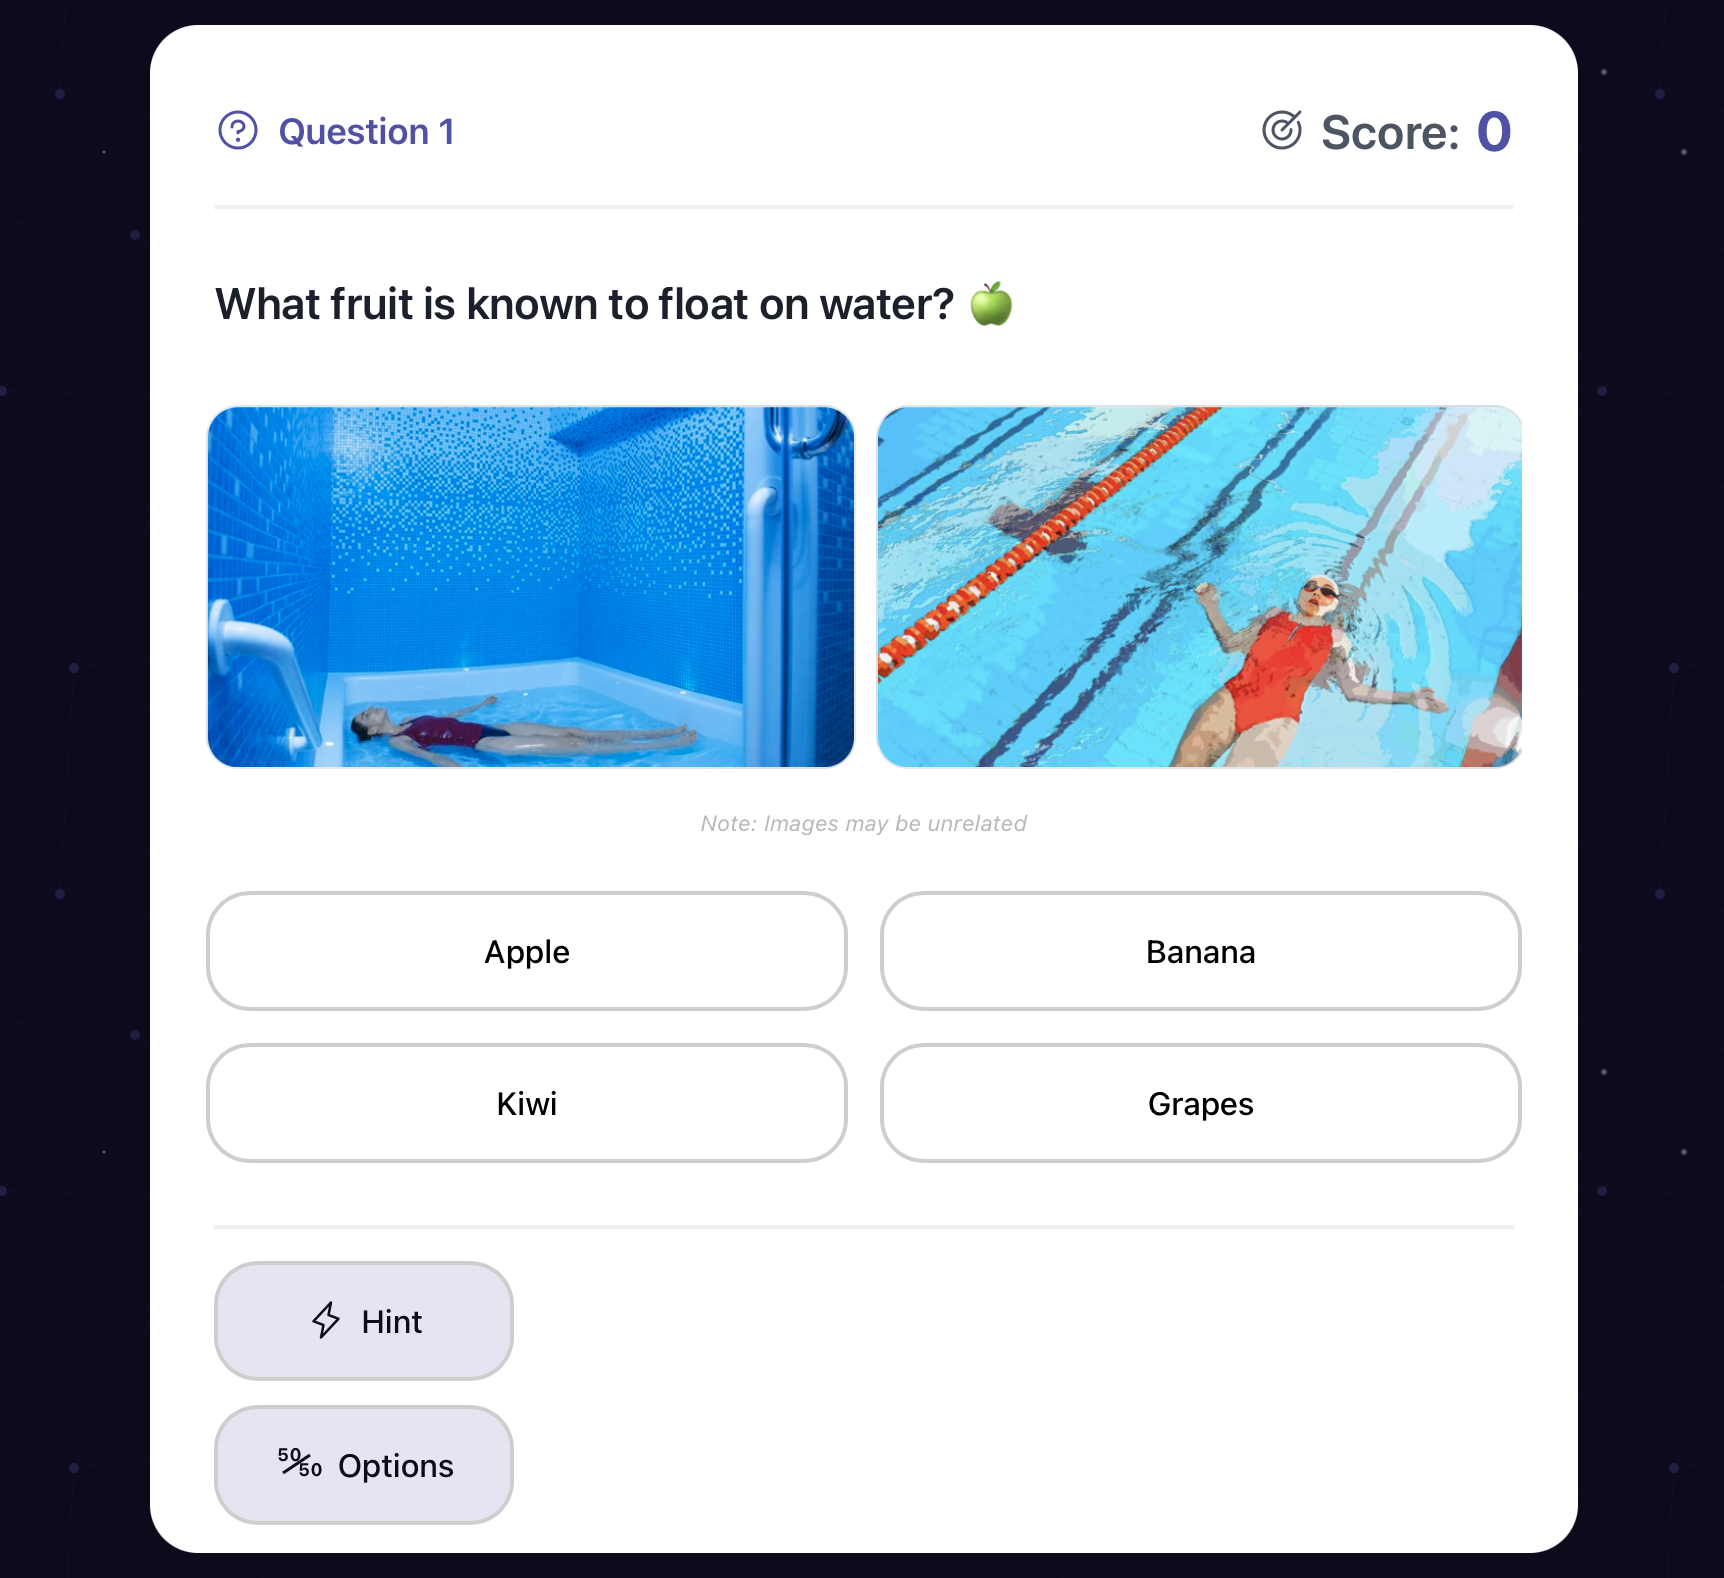 Question 1
Score: 0
What fruit is known to float on water? 🍏
Note: Images may be unrelated
Apple
Banana
Kiwi
Grapes
Hint
50/50 Options